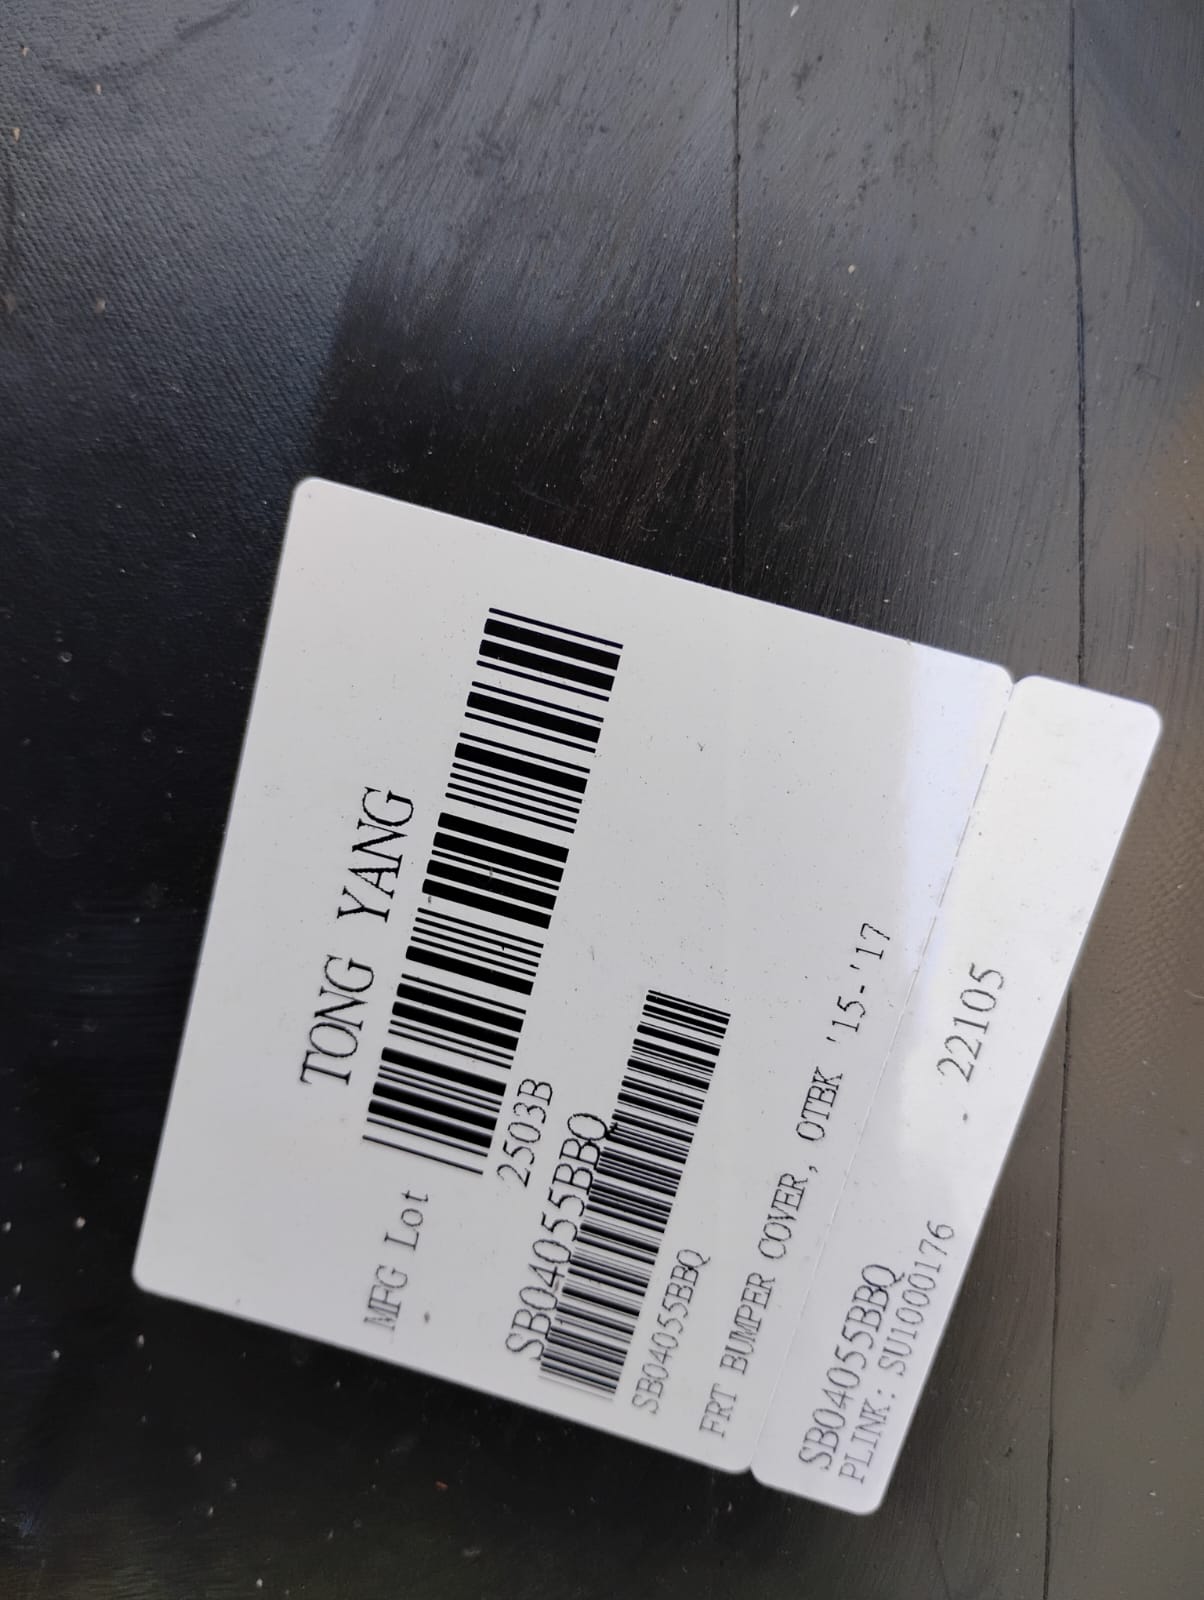 TONG YANG
MFG Lot
2503B
SB04055BBQ
SB04055BBQ
FRT BUMPER COVER, OTBK '15-'17
SB04055BBQ
22105
PLINK: SU1000176